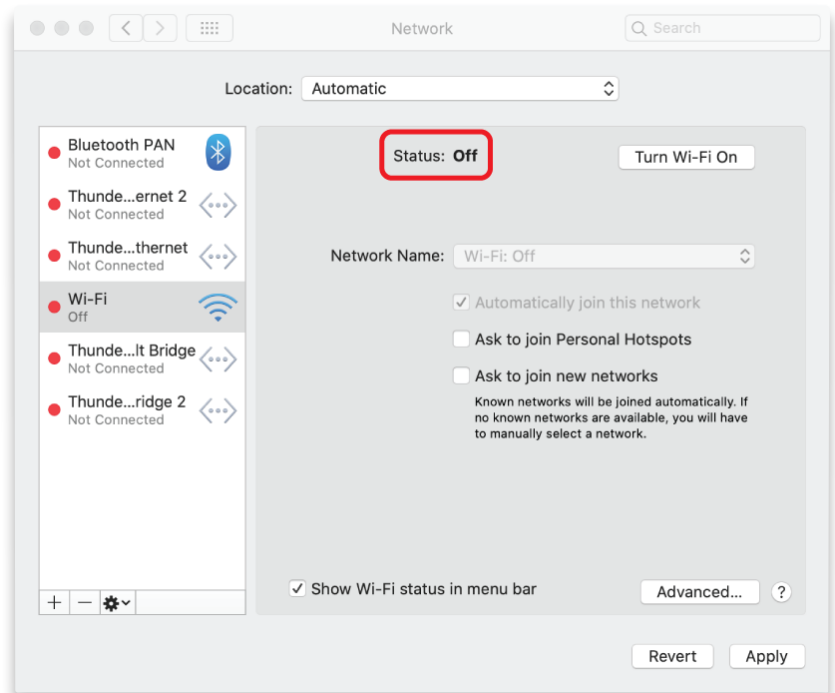 Network
Search
Location: Automatic
Bluetooth PAN
Not Connected
Thunde...ernet 2
Not Connected
Thunde...thernet
Not Connected
Wi-Fi
Off
Thunde...lt Bridge
Not Connected
Thunde...ridge 2
Not Connected
Status: Off
Turn Wi-Fi On
Network Name: Wi-Fi: Off
Automatically join this network
Ask to join Personal Hotspots
Ask to join new networks
Known networks will be joined automatically. If
no known networks are available, you will have
to manually select a network.
Show Wi-Fi status in menu bar
Advanced...
?
Revert
Apply